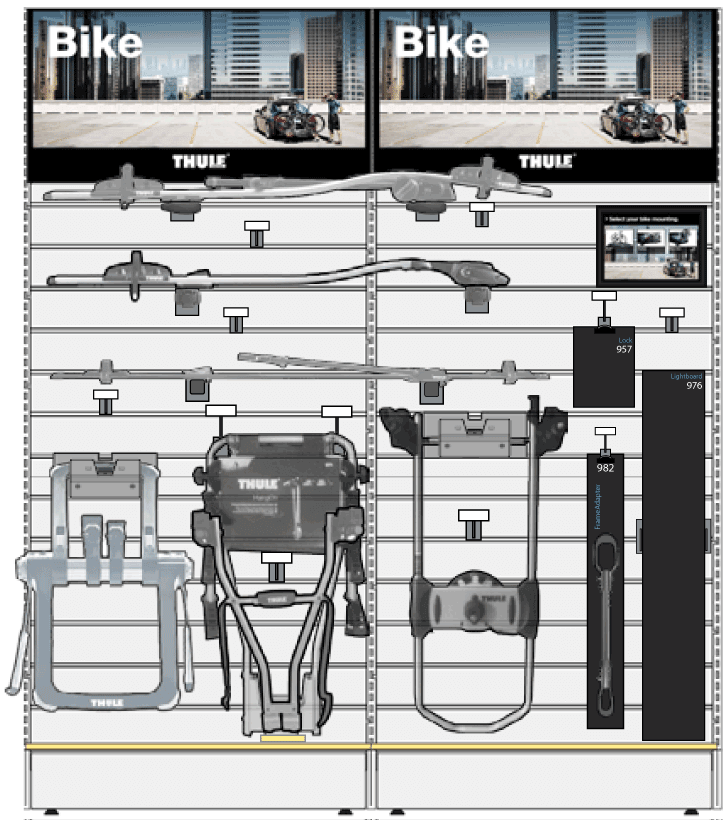 Bike
Bike
THULE
THULE
Select your bike mounting.
Lock
957
Lightboard
976
982
FrameAdapter
THULE
HangOn
THULE
THULE
THULE